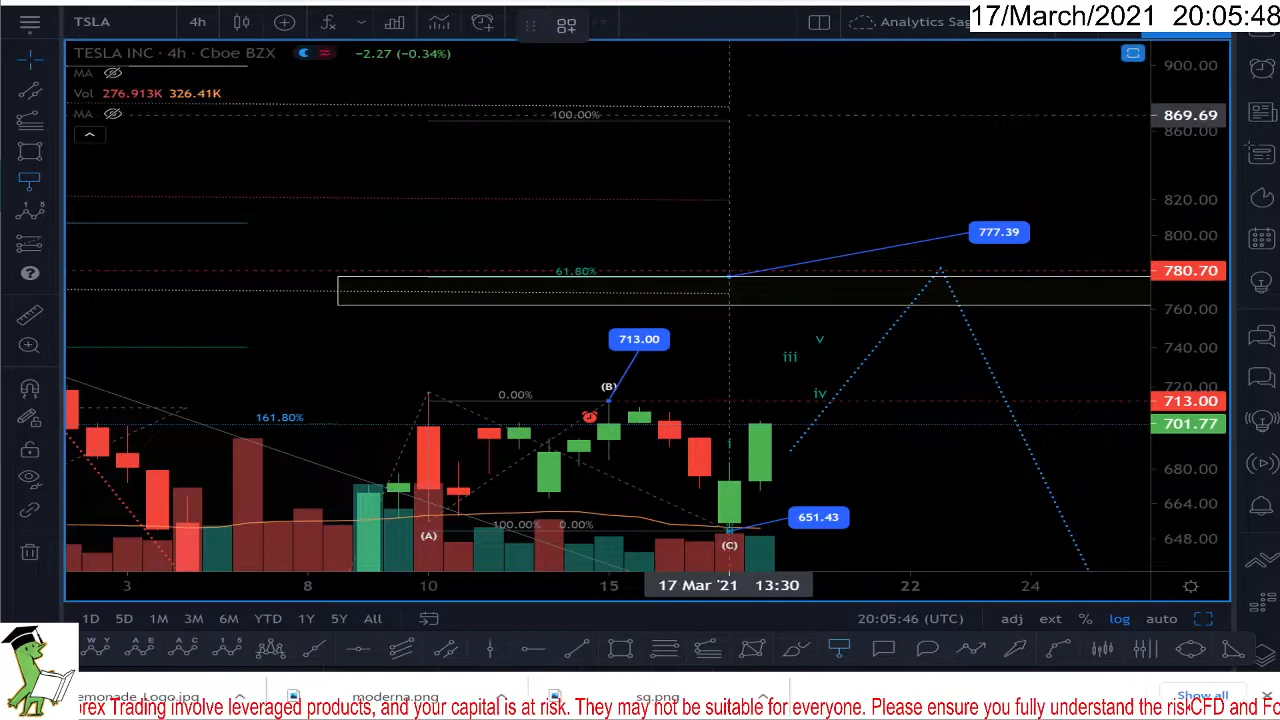 17/March/2021 20:05:48
TSLA 4h Analytics Sag
TESLA INC · 4h · Cboe BZX −2.27 (−0.34%)
MA
Vol 276.913K 326.41K
MA
900.00
869.69
860.00
820.00
800.00
780.70
760.00
740.00
720.00
713.00
701.77
680.00
664.00
648.00
100.00%
777.39
61.80%
713.00
v
iii
iv
(B)
0.00%
161.80%
i
651.43
100.00% 0.00%
(A)
(C)
3 8 10 15 17 Mar '21 13:30 22 24
1D 5D 1M 3M 6M YTD 1Y 5Y All 20:05:46 (UTC) adj ext % log auto
emonade_Logo.jpg moderna.png sq.png Show all
orex Trading involve leveraged products, and your capital is at risk. They may not be suitable for everyone. Please ensure you fully understand the risk CFD and Fo